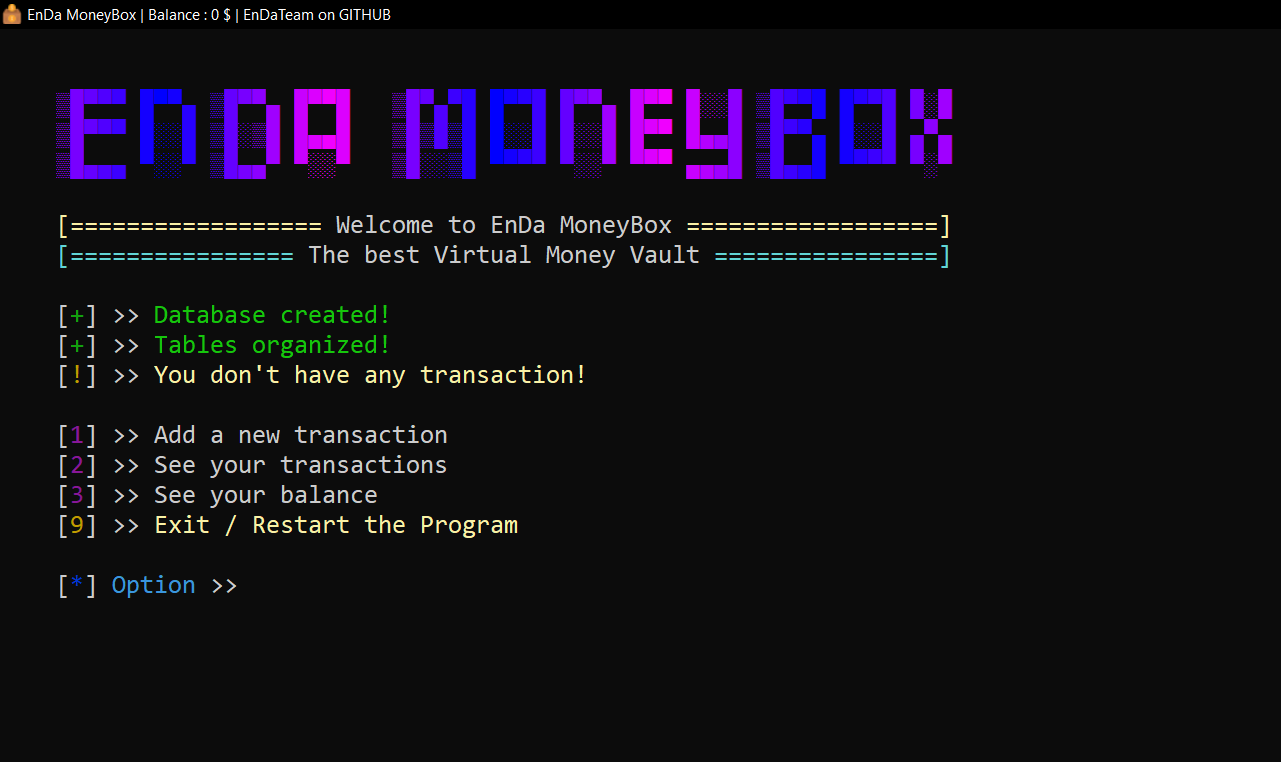 EnDa MoneyBox | Balance : 0 $ | EnDaTeam on GITHUB
EnDA MOnEyBOX
[================== Welcome to EnDa MoneyBox ==================]
[================ The best Virtual Money Vault ================]
[+] >> Database created!
[+] >> Tables organized!
[!] >> You don't have any transaction!
[1] >> Add a new transaction
[2] >> See your transactions
[3] >> See your balance
[9] >> Exit / Restart the Program
[*] Option >>